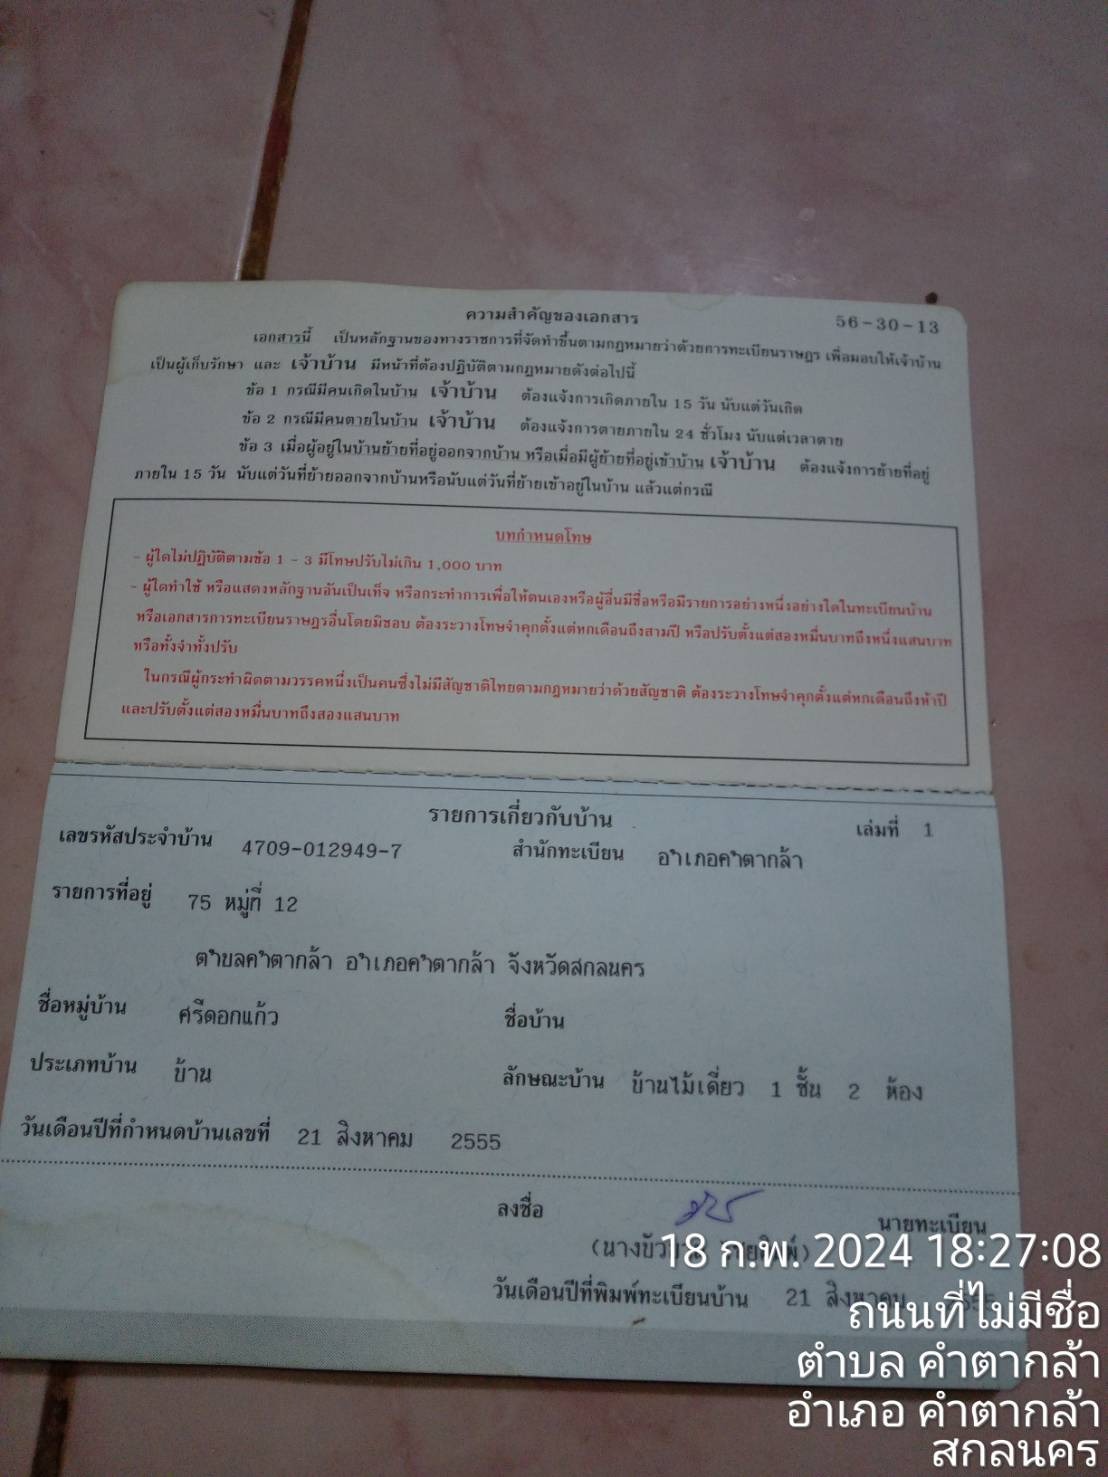 ความสำคัญของเอกสาร
56-30-13
เอกสารนี้ เป็นหลักฐานของทางราชการที่จัดทำขึ้นตามกฎหมายว่าด้วยการทะเบียนราษฎร เพื่อมอบให้เจ้าบ้าน
เป็นผู้เก็บรักษา และ เจ้าบ้าน มีหน้าที่ต้องปฏิบัติตามกฎหมายดังต่อไปนี้
ข้อ 1 กรณีมีคนเกิดในบ้าน เจ้าบ้าน ต้องแจ้งการเกิดภายใน 15 วัน นับแต่วันเกิด
ข้อ 2 กรณีมีคนตายในบ้าน เจ้าบ้าน ต้องแจ้งการตายภายใน 24 ชั่วโมง นับแต่เวลาตาย
ข้อ 3 เมื่อผู้อยู่ในบ้านย้ายที่อยู่ออกจากบ้าน หรือเมื่อมีผู้ย้ายที่อยู่เข้าบ้าน เจ้าบ้าน ต้องแจ้งการย้ายที่อยู่
ภายใน 15 วัน นับแต่วันที่ย้ายออกจากบ้านหรือนับแต่วันที่ย้ายเข้าอยู่ในบ้าน แล้วแต่กรณี
บทกำหนดโทษ
- ผู้ใดไม่ปฏิบัติตามข้อ 1 - 3 มีโทษปรับไม่เกิน 1,000 บาท
- ผู้ใดทำใช้ หรือแสดงหลักฐานอันเป็นเท็จ หรือกระทำการเพื่อให้ตนเองหรือผู้อื่นมีชื่อหรือมีรายการอย่างหนึ่งอย่างใดในทะเบียนบ้าน
หรือเอกสารการทะเบียนราษฎรอื่นโดยมิชอบ ต้องระวางโทษจำคุกตั้งแต่หกเดือนถึงสามปี หรือปรับตั้งแต่สองหมื่นบาทถึงหนึ่งแสนบาท
หรือทั้งจำทั้งปรับ
ในกรณีผู้กระทำผิดตามวรรคหนึ่งเป็นคนซึ่งไม่มีสัญชาติไทยตามกฎหมายว่าด้วยสัญชาติ ต้องระวางโทษจำคุกตั้งแต่หกเดือนถึงห้าปี
และปรับตั้งแต่สองหมื่นบาทถึงสองแสนบาท
รายการเกี่ยวกับบ้าน
เล่มที่ 1
เลขรหัสประจำบ้าน 4709-012949-7 สำนักทะเบียน อำเภอคำตากล้า
รายการที่อยู่ 75 หมู่ที่ 12
ตำบลคำตากล้า อำเภอคำตากล้า จังหวัดสกลนคร
ชื่อหมู่บ้าน ศรีดอกแก้ว ชื่อบ้าน
ประเภทบ้าน บ้าน ลักษณะบ้าน บ้านไม้เดี่ยว 1 ชั้น 2 ห้อง
วันเดือนปีที่กำหนดบ้านเลขที่ 21 สิงหาคม 2555
ลงชื่อ นายทะเบียน
วันเดือนปีที่พิมพ์ทะเบียนบ้าน 21 สิงหาคม
18 ก.พ. 2024 18:27:08
ถนนที่ไม่มีชื่อ
ตำบล คำตากล้า
อำเภอ คำตากล้า
สกลนคร